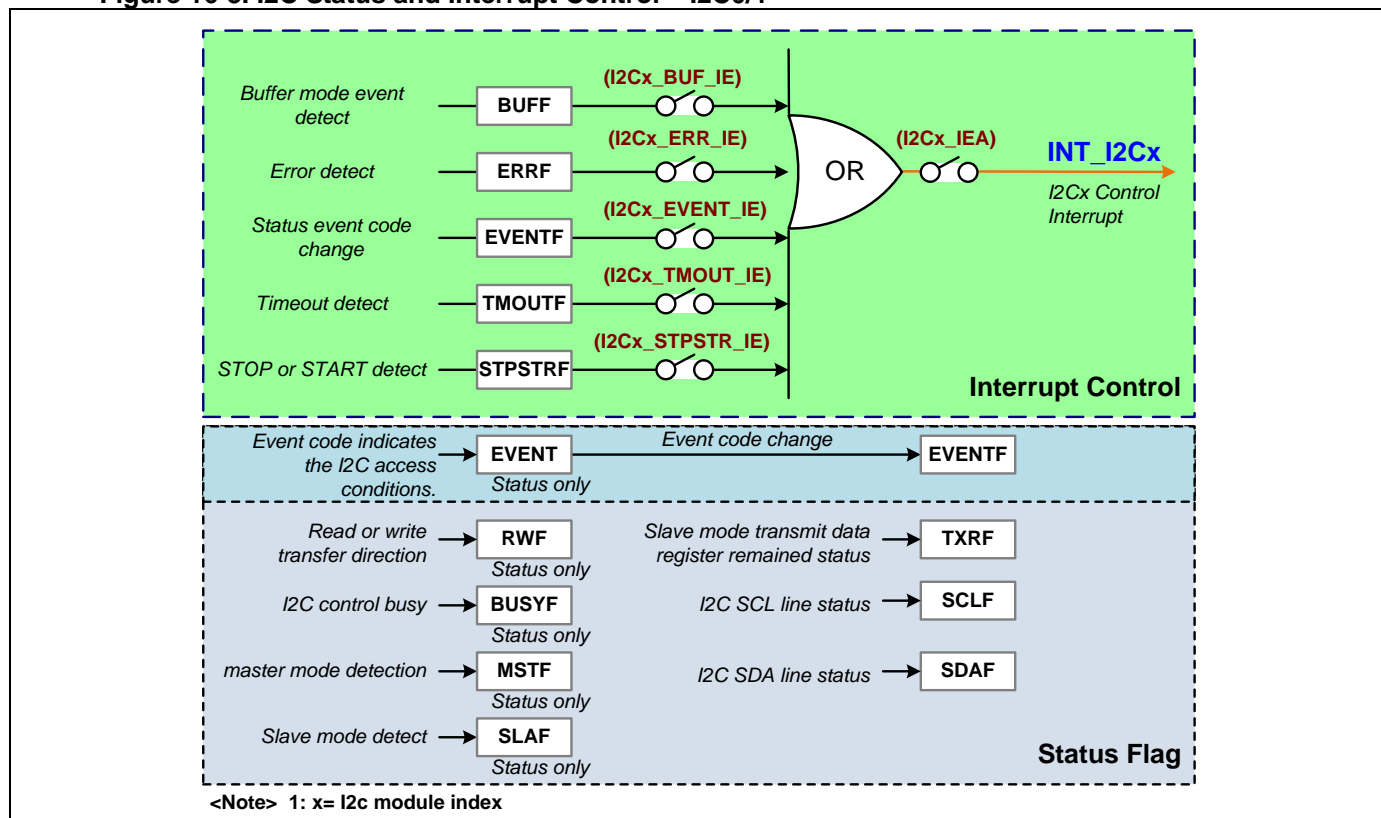 (I2Cx_BUF_IE)
Buffer mode event
detect
BUFF
(I2Cx_ERR_IE)
Error detect
ERRF
OR
(I2Cx_IEA)
INT_I2Cx
I2Cx Control
Interrupt
(I2Cx_EVENT_IE)
Status event code
change
EVENTF
(I2Cx_TMOUT_IE)
Timeout detect
TMOUTF
(I2Cx_STPSTR_IE)
STOP or START detect
STPSTRF
Interrupt Control
Event code indicates
the I2C access
conditions.
EVENT
Status only
Event code change
EVENTF
Read or write
transfer direction
RWF
Status only
Slave mode transmit data
register remained status
TXRF
I2C control busy
BUSYF
Status only
I2C SCL line status
SCLF
master mode detection
MSTF
Status only
I2C SDA line status
SDAF
Slave mode detect
SLAF
Status only
Status Flag
<Note> 1: x= I2c module index